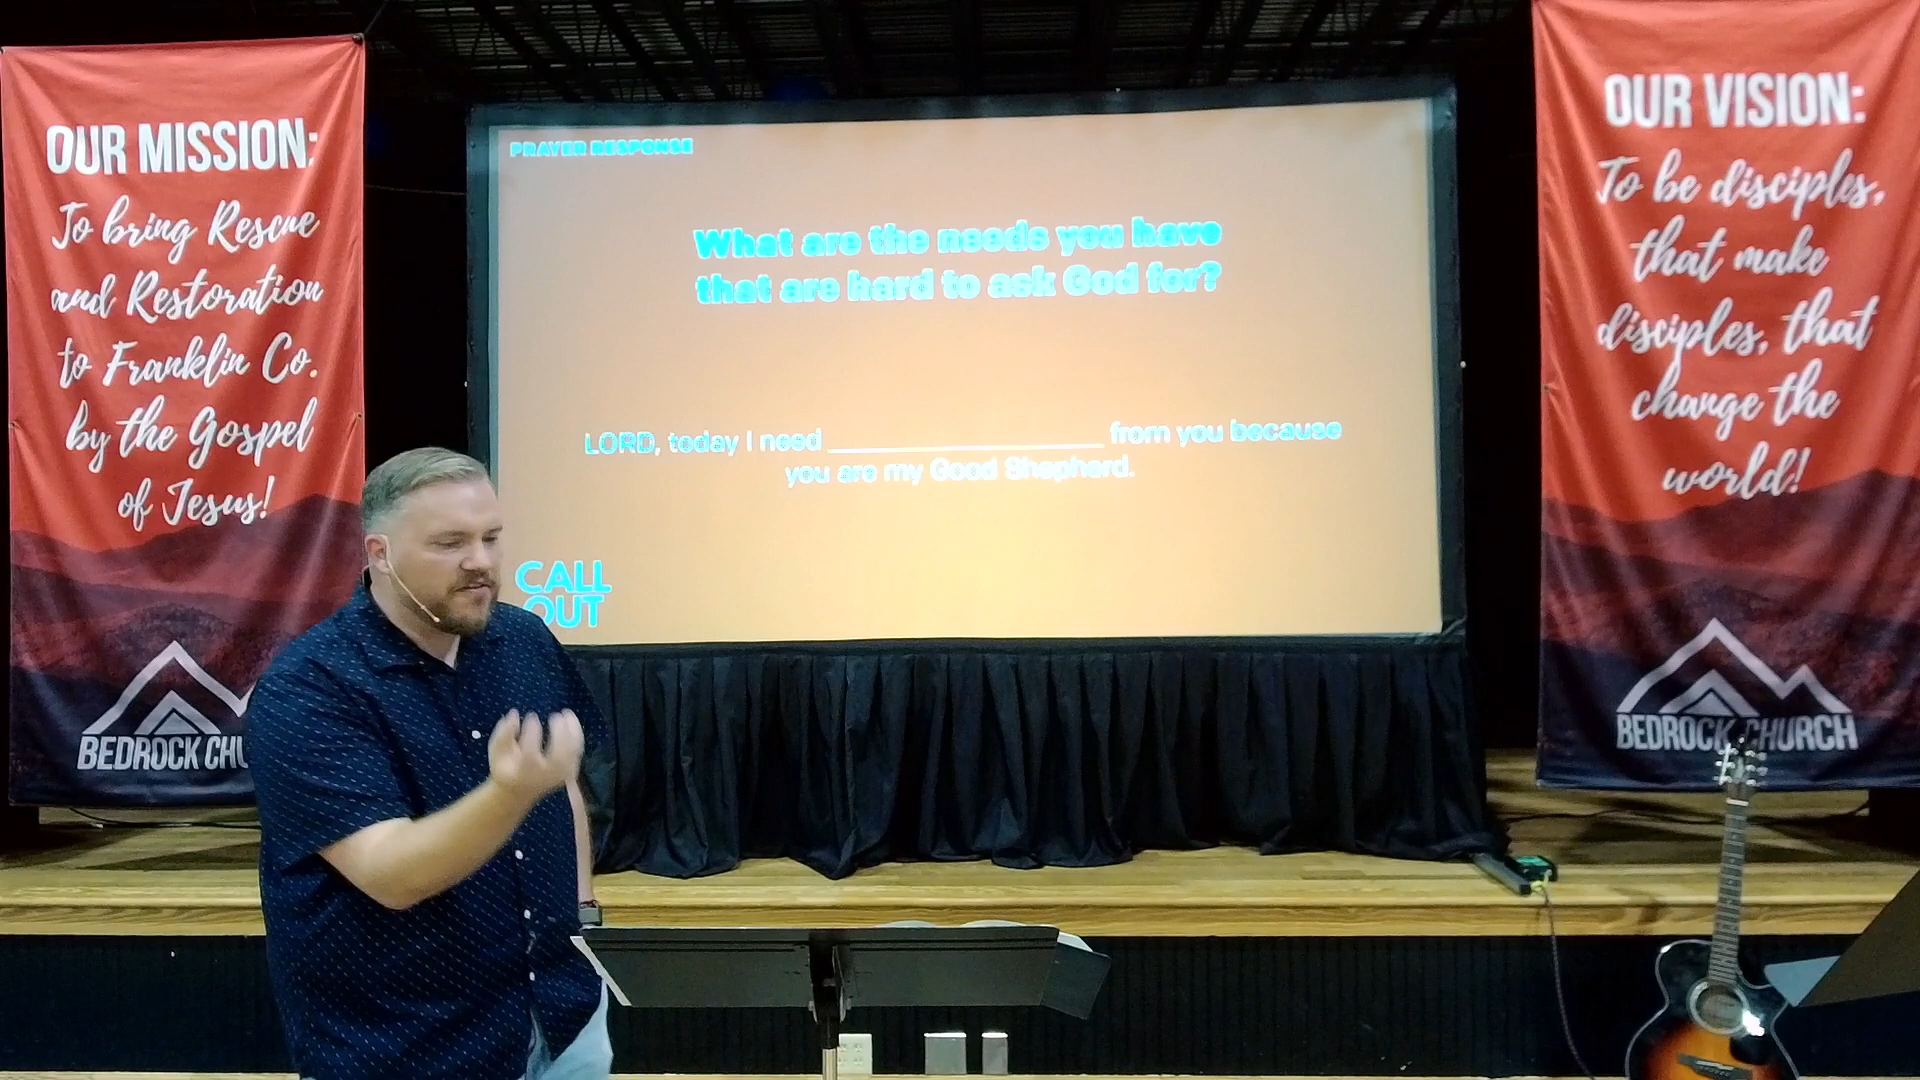 OUR MISSION:
To bring Rescue
and Restoration
to Franklin Co.
by the Gospel
of Jesus!
BEDROCK CHU
PRAYER RESPONSE
What are the needs you have
that are hard to ask God for?
LORD, today I need ____________________ from you because
you are my Good Shepherd.
CALL
OUT
OUR VISION:
To be disciples,
that make
disciples, that
change the
world!
BEDROCK CHURCH